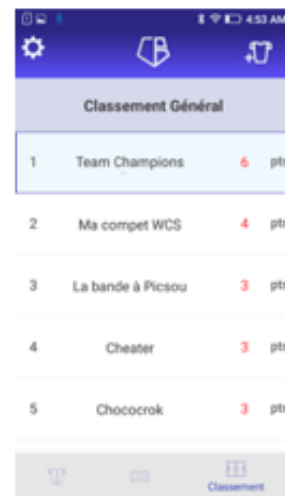 4:53 AM
Classement Général
1 Team Champions 6 pts
2 Ma compet WCS 4 pts
3 La bande à Picsou 3 pts
4 Cheater 3 pts
5 Chococrok 3 pts
Classement